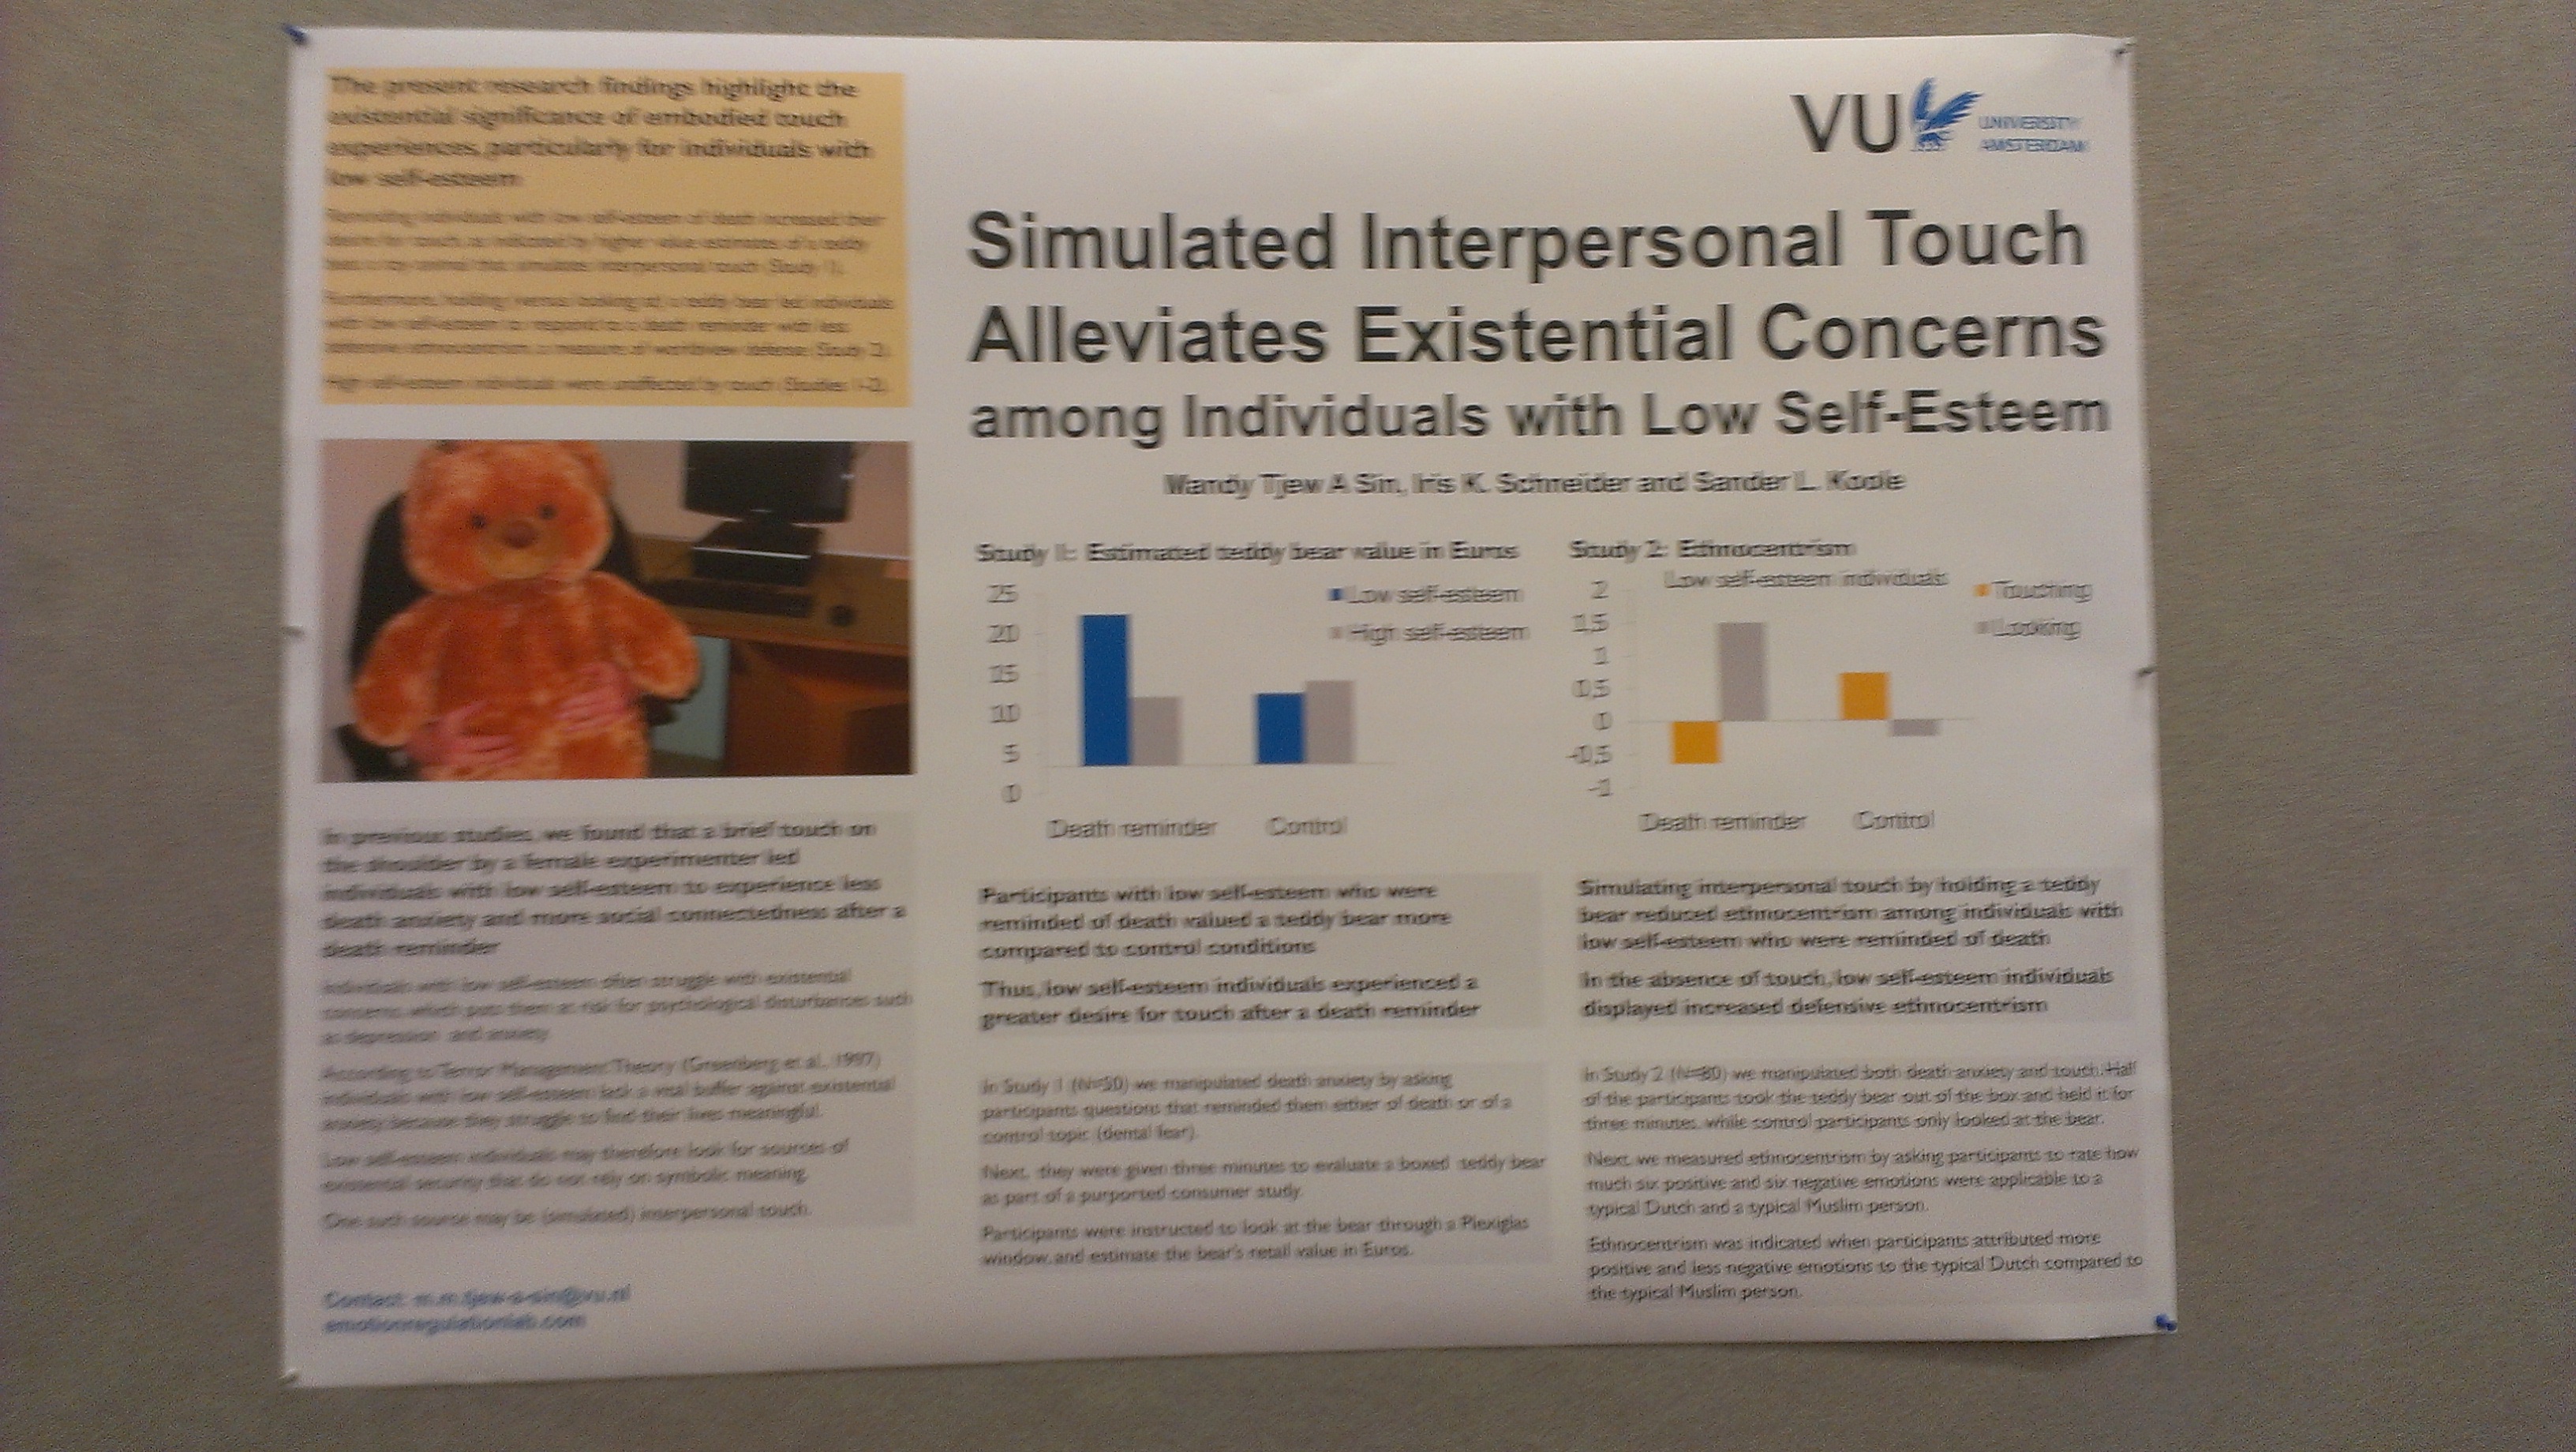 The present research findings highlight the
existential significance of embodied touch
experiences, particularly for individuals with
low self-esteem
Reminding individuals with low self-esteem of death increased their
desire for touch, as indicated by higher value estimates of a teddy
bear, a toy animal that simulates interpersonal touch (Study 1).
Furthermore, holding versus looking at, a teddy bear led individuals
with low self-esteem to respond to a death reminder with less
defensive ethnocentrism, a measure of worldview defense (Study 2).
High self-esteem individuals were unaffected by touch (Studies 1-2).
In previous studies, we found that a brief touch on
the shoulder by a female experimenter led
individuals with low self-esteem to experience less
death anxiety and more social connectedness after a
death reminder
Individuals with low self-esteem often struggle with existential
concerns, which puts them at risk for psychological disturbances such
as depression and anxiety.
According to Terror Management Theory (Greenberg et al., 1997)
individuals with low self-esteem lack a vital buffer against existential
anxiety because they struggle to find their lives meaningful.
Low self-esteem individuals may therefore look for sources of
existential security that do not rely on symbolic meaning.
One such source may be (simulated) interpersonal touch.
Contact: m.m.tjew-a-sin@vu.nl
emotionregulationlab.com
VU UNIVERSITY
AMSTERDAM
Simulated Interpersonal Touch
Alleviates Existential Concerns
among Individuals with Low Self-Esteem
Mandy Tjew A Sin, Iris K. Schneider and Sander L. Koole
Study 1: Estimated teddy bear value in Euros
25
20
15
10
5
0
Low self-esteem
High self-esteem
Death reminder Control
Participants with low self-esteem who were
reminded of death valued a teddy bear more
compared to control conditions
Thus, low self-esteem individuals experienced a
greater desire for touch after a death reminder
In Study 1 (N=50) we manipulated death anxiety by asking
participants questions that reminded them either of death or of a
control topic (dental fear).
Next, they were given three minutes to evaluate a boxed teddy bear
as part of a purported consumer study.
Participants were instructed to look at the bear through a Plexiglas
window, and estimate the bear's retail value in Euros.
Study 2: Ethnocentrism
Low self-esteem individuals
2
1,5
1
0,5
0
-0,5
-1
Touching
Looking
Death reminder Control
Simulating interpersonal touch by holding a teddy
bear reduced ethnocentrism among individuals with
low self-esteem who were reminded of death
In the absence of touch, low self-esteem individuals
displayed increased defensive ethnocentrism
In Study 2 (N=80) we manipulated both death anxiety and touch. Half
of the participants took the teddy bear out of the box and held it for
three minutes, while control participants only looked at the bear.
Next, we measured ethnocentrism by asking participants to rate how
much six positive and six negative emotions were applicable to a
typical Dutch and a typical Muslim person.
Ethnocentrism was indicated when participants attributed more
positive and less negative emotions to the typical Dutch compared to
the typical Muslim person.